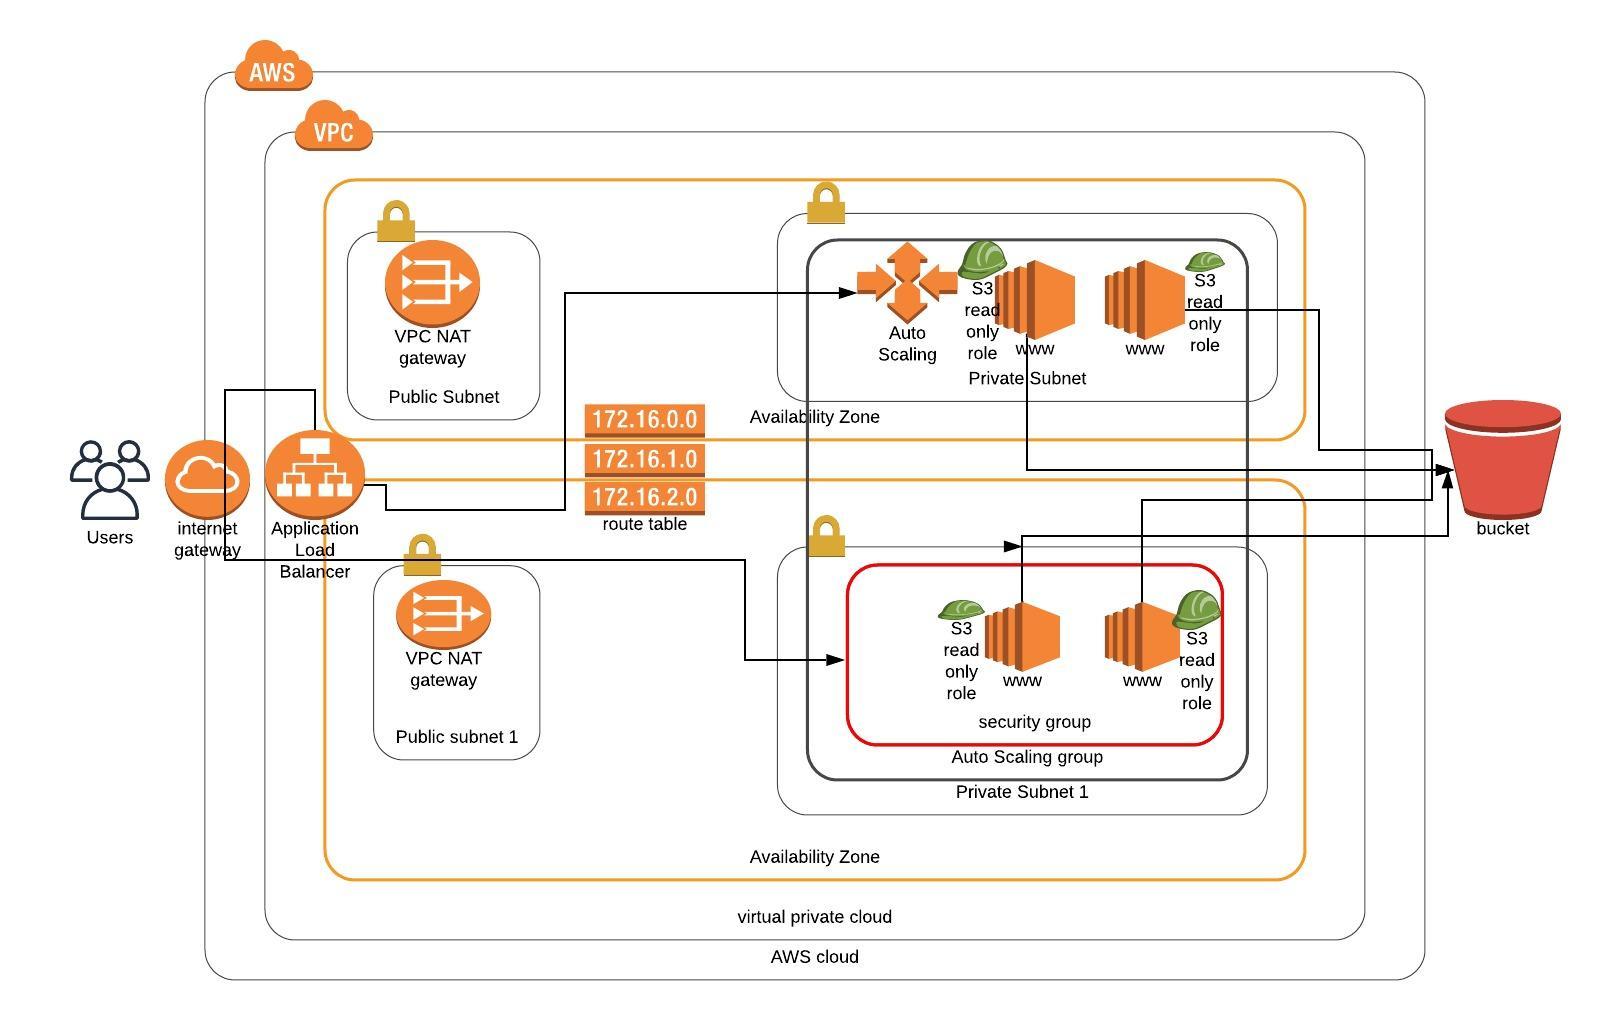 AWS
VPC
VPC NAT
gateway
Public Subnet
Auto
Scaling
S3
read
only
role
www
www
S3
read
only
role
Private Subnet
Availability Zone
172.16.0.0
172.16.1.0
172.16.2.0
route table
Users
internet
gateway
Application
Load
Balancer
bucket
VPC NAT
gateway
Public subnet 1
S3
read
only
role
www
www
S3
read
only
role
security group
Auto Scaling group
Private Subnet 1
Availability Zone
virtual private cloud
AWS cloud